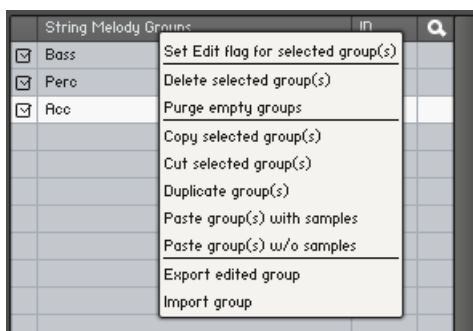 String Melody Groups ID
Bass
Perc
Acc
Set Edit flag for selected group(s)
Delete selected group(s)
Purge empty groups
Copy selected group(s)
Cut selected group(s)
Duplicate group(s)
Paste group(s) with samples
Paste group(s) w/o samples
Export edited group
Import group